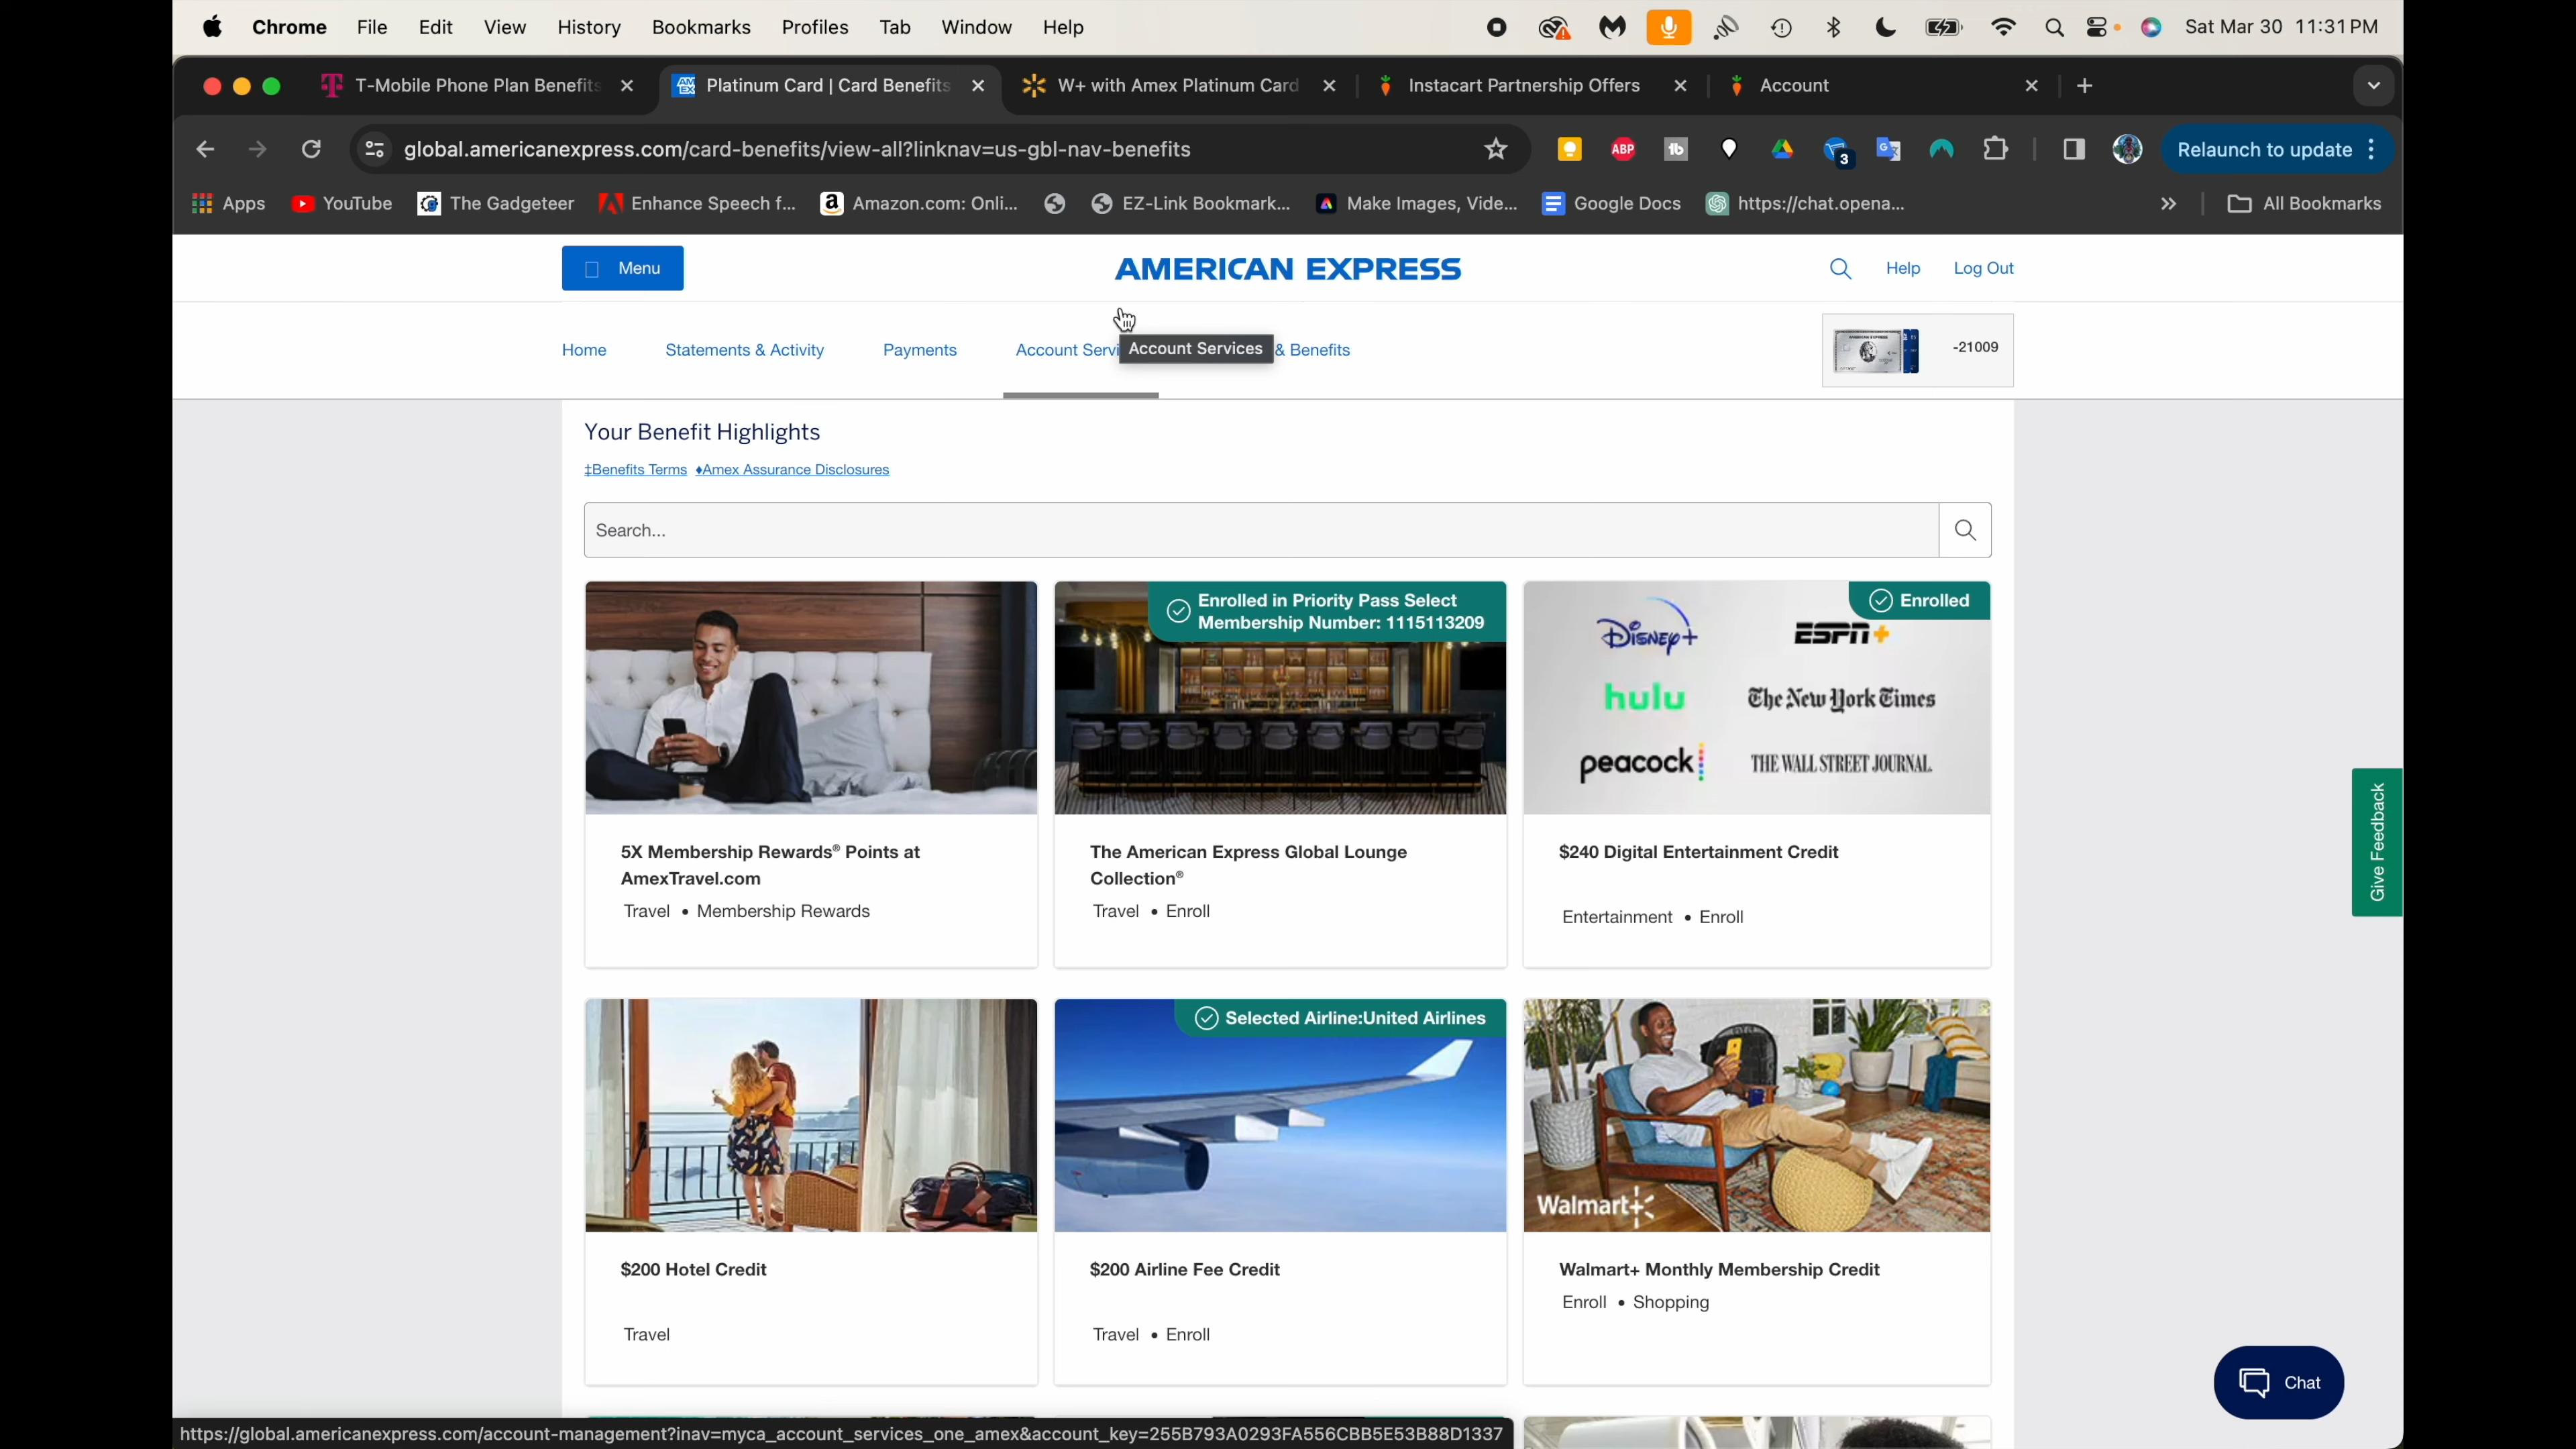 Chrome File Edit View History Bookmarks Profiles Tab Window Help Sat Mar 30 11:31 PM
T-Mobile Phone Plan Benefits Platinum Card | Card Benefits W+ with Amex Platinum Card Instacart Partnership Offers Account
global.americanexpress.com/card-benefits/view-all?linknav=us-gbl-nav-benefits ABP tb 3 Relaunch to update
Apps YouTube The Gadgeteer Enhance Speech f... Amazon.com: Onli... EZ-Link Bookmark... Make Images, Vide... Google Docs https://chat.opena... All Bookmarks
Menu AMERICAN EXPRESS Help Log Out
Home Statements & Activity Payments Account Servi Account Services & Benefits -21009
Your Benefit Highlights
‡Benefits Terms ♦Amex Assurance Disclosures
Search...
Enrolled in Priority Pass Select
Membership Number: 1115113209
Enrolled
Disney+ ESPN+
hulu The New York Times
peacock THE WALL STREET JOURNAL.
5X Membership Rewards® Points at
AmexTravel.com
Travel • Membership Rewards
The American Express Global Lounge
Collection®
Travel • Enroll
$240 Digital Entertainment Credit
Entertainment • Enroll
Selected Airline:United Airlines
Walmart+
$200 Hotel Credit
Travel
$200 Airline Fee Credit
Travel • Enroll
Walmart+ Monthly Membership Credit
Enroll • Shopping
Give Feedback
Chat
https://global.americanexpress.com/account-management?inav=myca_account_services_one_amex&account_key=255B793A0293FA556CBB5E53B88D1337